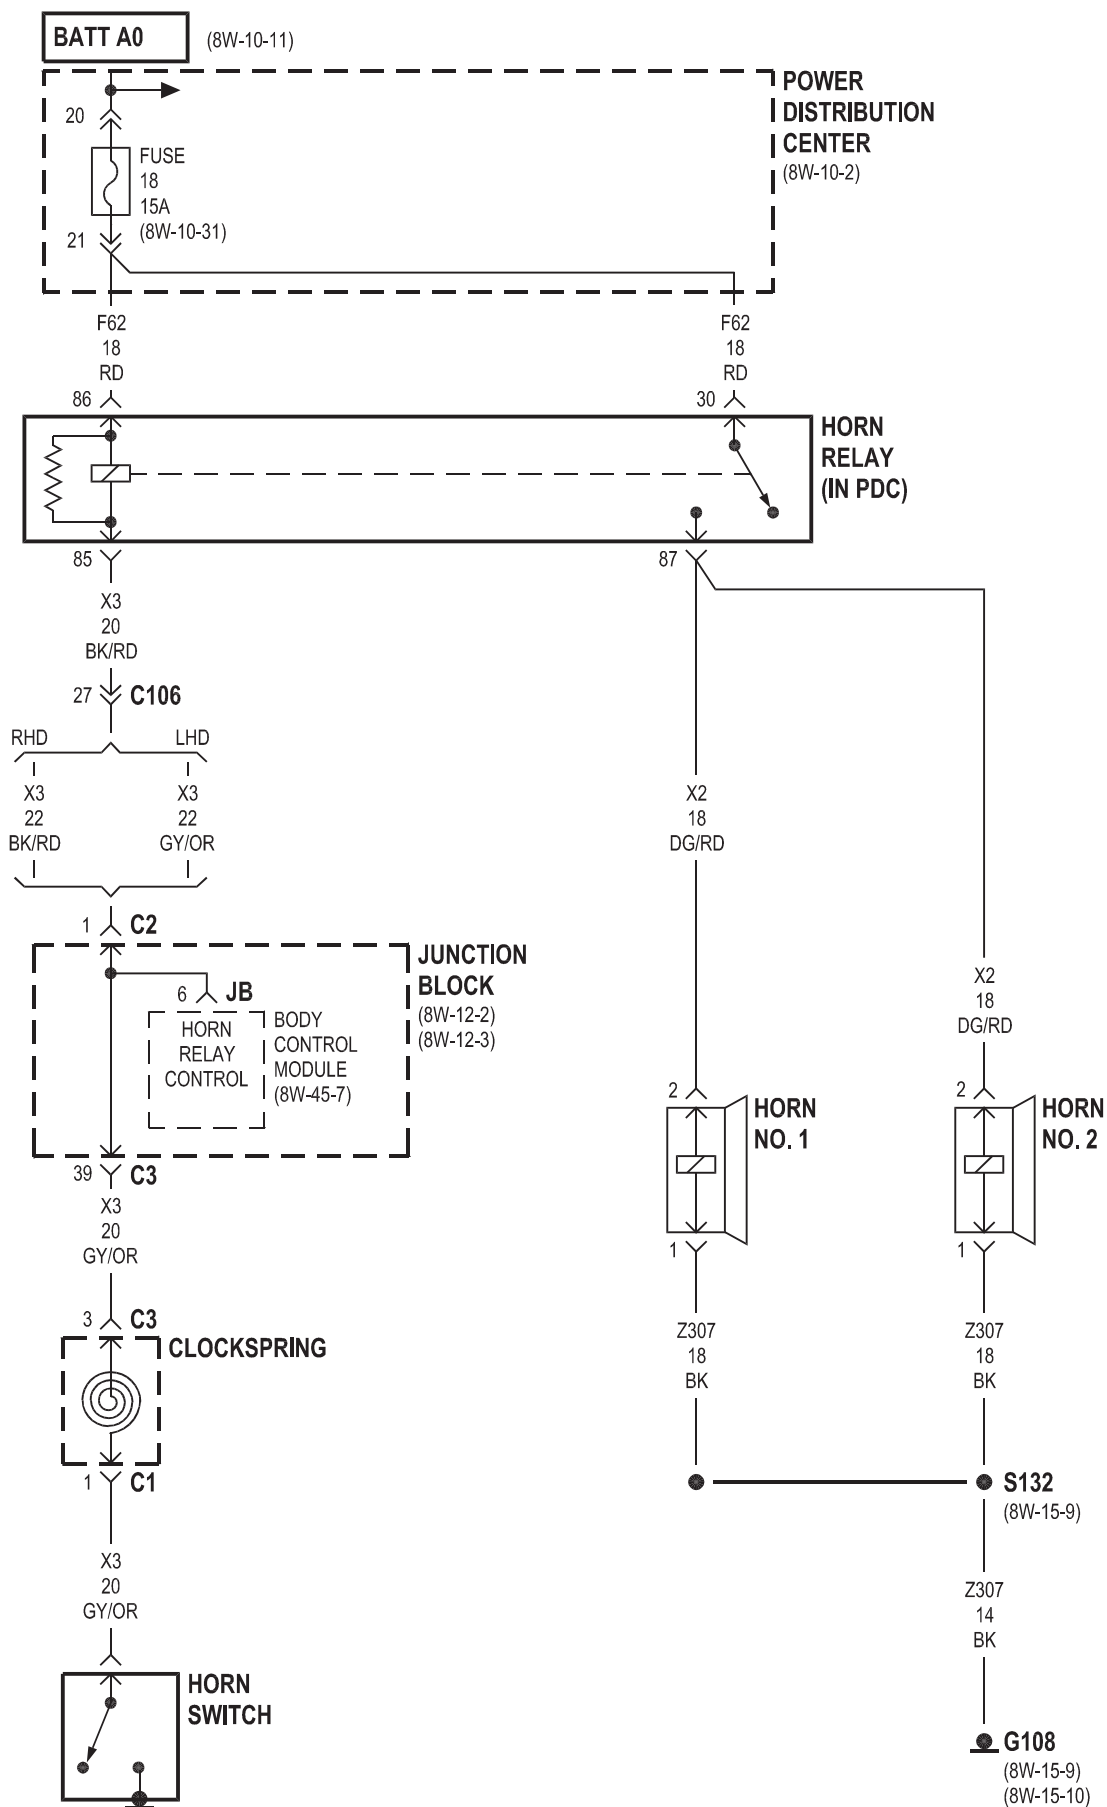 BATT A0
(8W-10-11)
POWER
DISTRIBUTION
CENTER
(8W-10-2)
20
FUSE
18
15A
(8W-10-31)
21
F62
18
RD
F62
18
RD
86
30
HORN
RELAY
(IN PDC)
85
87
X3
20
BK/RD
27
C106
RHD
LHD
X3
22
BK/RD
X3
22
GY/OR
X2
18
DG/RD
1
C2
JUNCTION
BLOCK
(8W-12-2)
(8W-12-3)
6
JB
HORN
RELAY
CONTROL
BODY
CONTROL
MODULE
(8W-45-7)
X2
18
DG/RD
2
HORN
NO. 1
2
HORN
NO. 2
39
C3
X3
20
GY/OR
1
1
3
C3
CLOCKSPRING
Z307
18
BK
Z307
18
BK
1
C1
S132
(8W-15-9)
X3
20
GY/OR
Z307
14
BK
HORN
SWITCH
G108
(8W-15-9)
(8W-15-10)